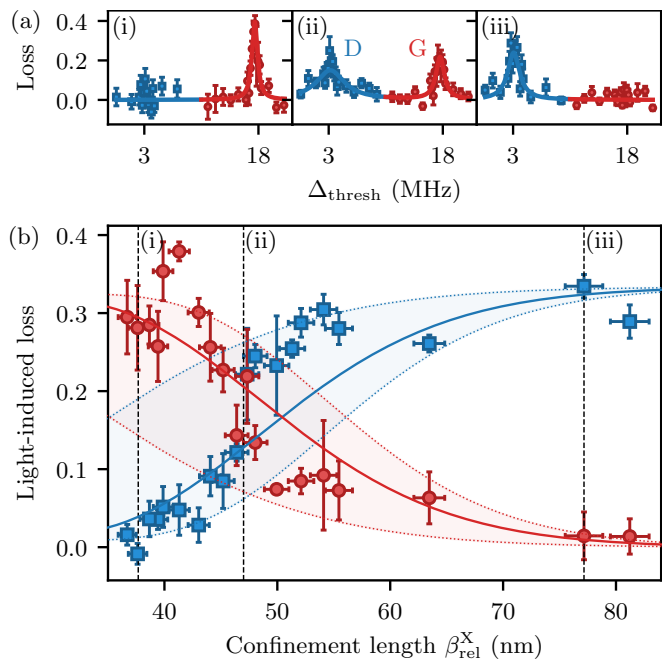 (a)
(i)
(ii)
(iii)
D
G
Loss
0.4
0.2
0.0
3
18
3
18
3
18
Δthresh (MHz)
(b)
(i)
(ii)
(iii)
Light-induced loss
0.4
0.3
0.2
0.1
0.0
40
50
60
70
80
Confinement length β_rel^X (nm)